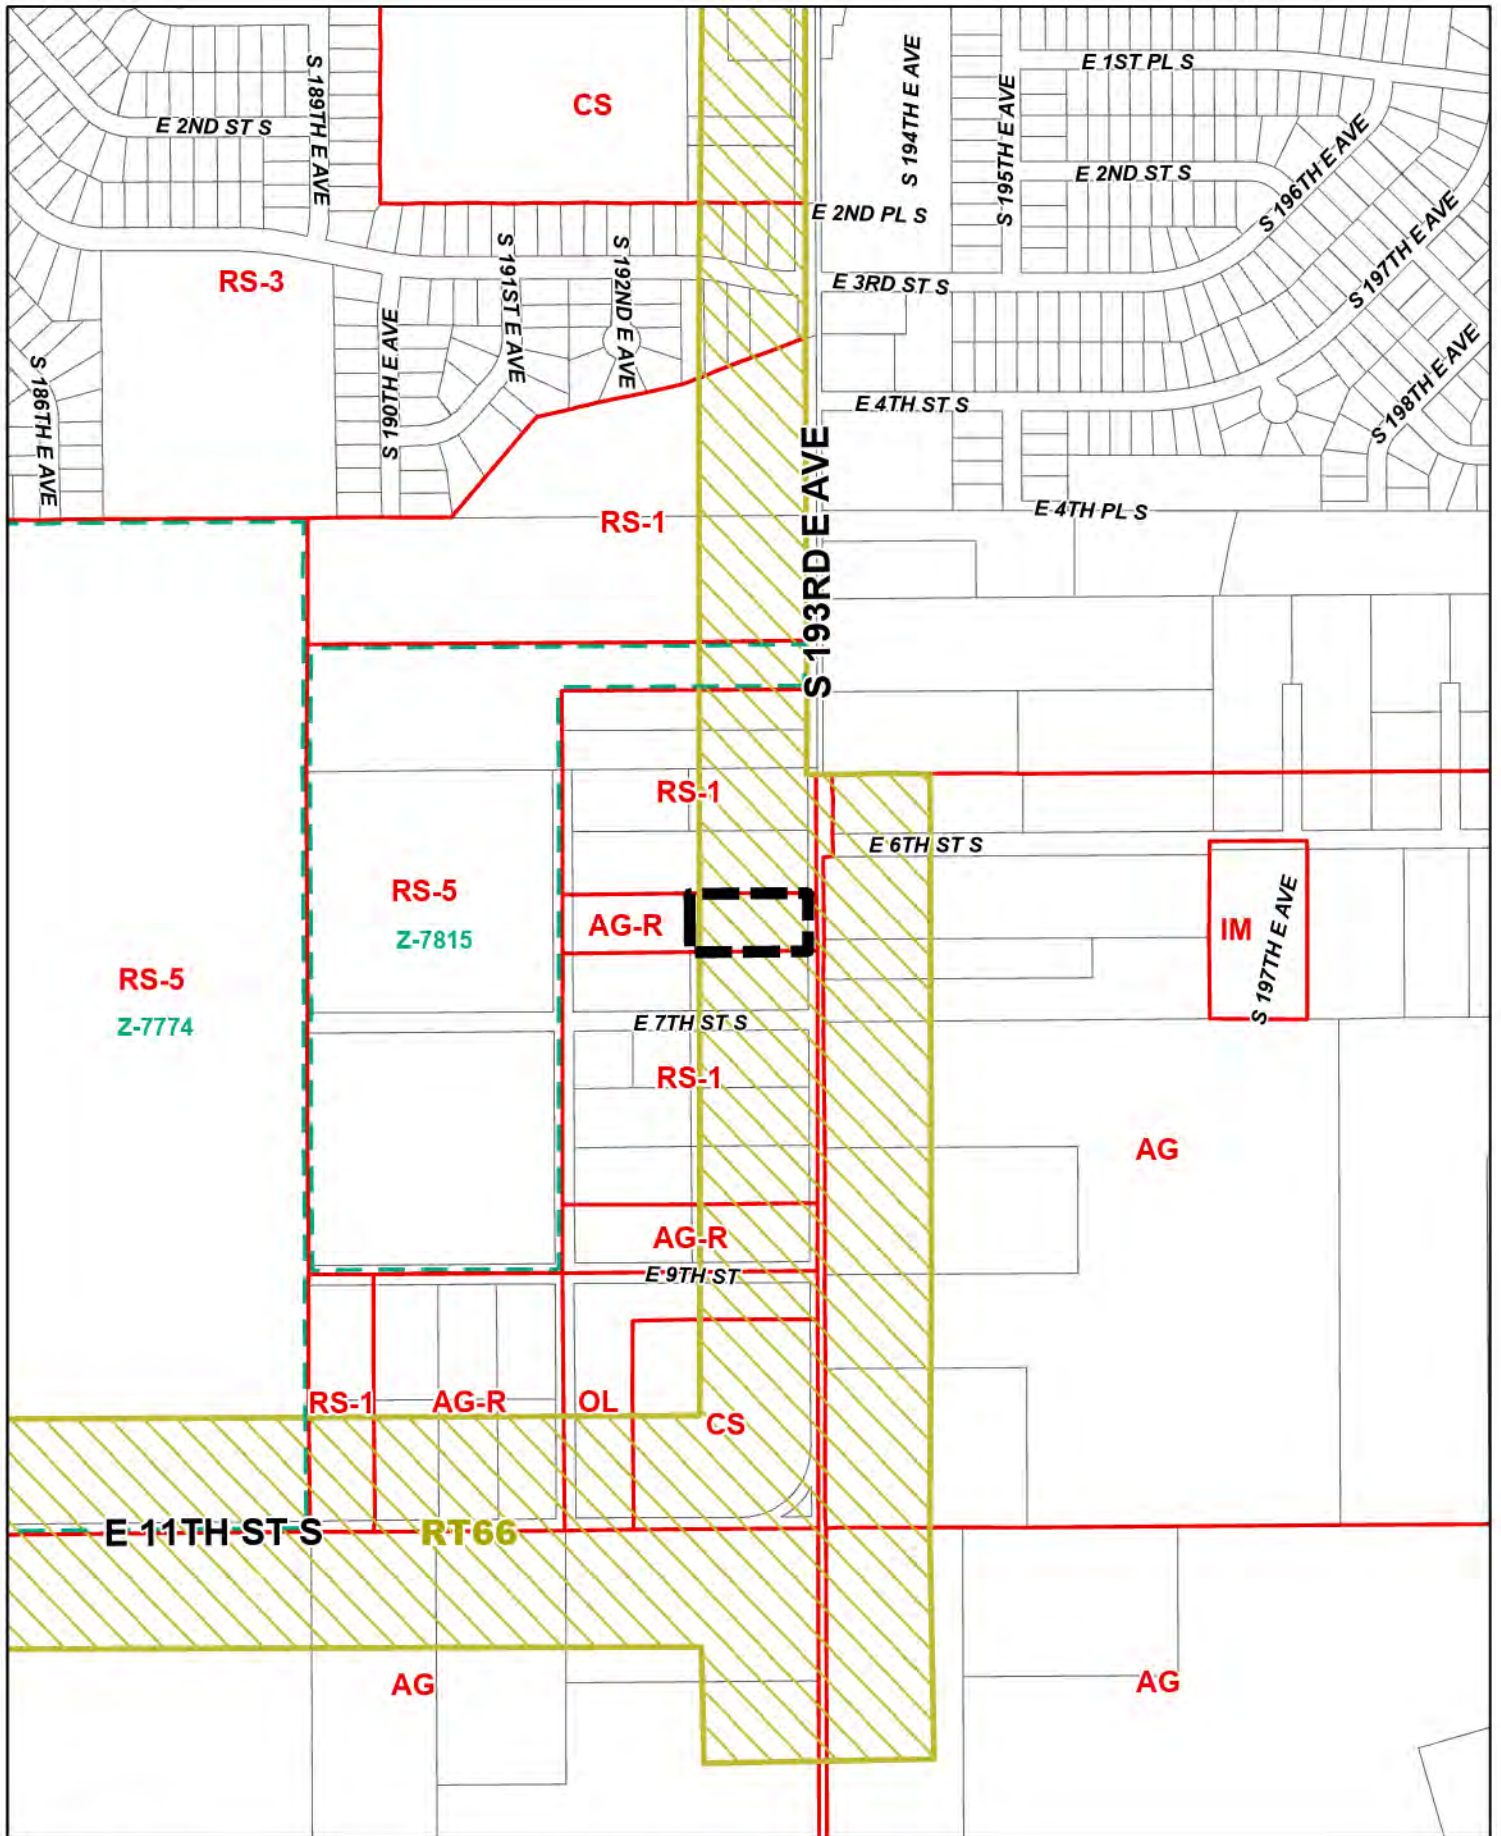 S 189TH E AVE
E 2ND ST S
CS
S 194TH E AVE
S 195TH E AVE
E 1ST PL S
E 2ND ST S
S 196TH E AVE
S 197TH E AVE
E 2ND PL S
RS-3
S 191ST E AVE
S 192ND E AVE
E 3RD ST S
S 186TH E AVE
S 190TH E AVE
S 198TH E AVE
E 4TH ST S
RS-1
S 193RD E AVE
E 4TH PL S
RS-1
E 6TH ST S
RS-5
Z-7815
AG-R
IM
S 197TH E AVE
RS-5
Z-7774
E 7TH ST S
RS-1
AG
AG-R
E 9TH ST
RS-1
AG-R
OL
CS
E 11TH ST S
RT66
AG
AG